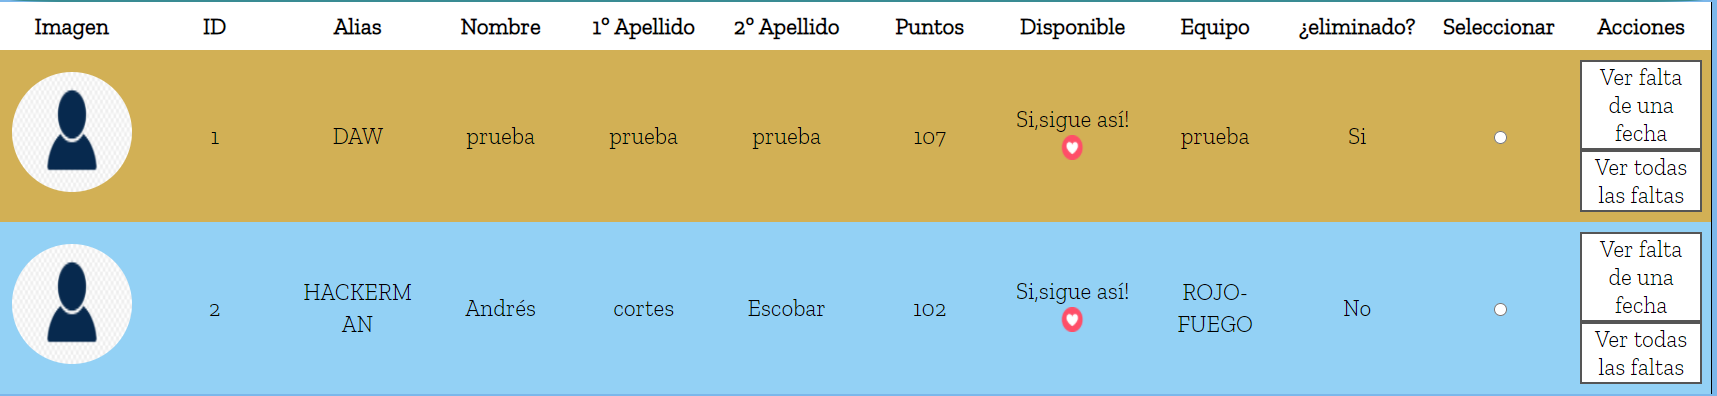 Imagen ID Alias Nombre 1º Apellido 2º Apellido Puntos Disponible Equipo ¿eliminado? Seleccionar Acciones
1 DAW prueba prueba prueba 107 Si,sigue así! prueba Si
Ver falta
de una
fecha
Ver todas
las faltas
2 HACKERM
AN Andrés cortes Escobar 102 Si,sigue así! ROJO-
FUEGO No
Ver falta
de una
fecha
Ver todas
las faltas